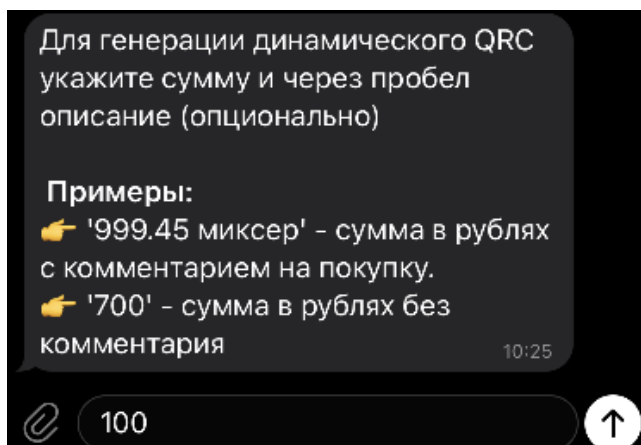 Для генерации динамического QRC
укажите сумму и через пробел
описание (опционально)
Примеры:
👉 '999.45 миксер' - сумма в рублях
с комментарием на покупку.
👉 '700' - сумма в рублях без
комментария
10:25
100